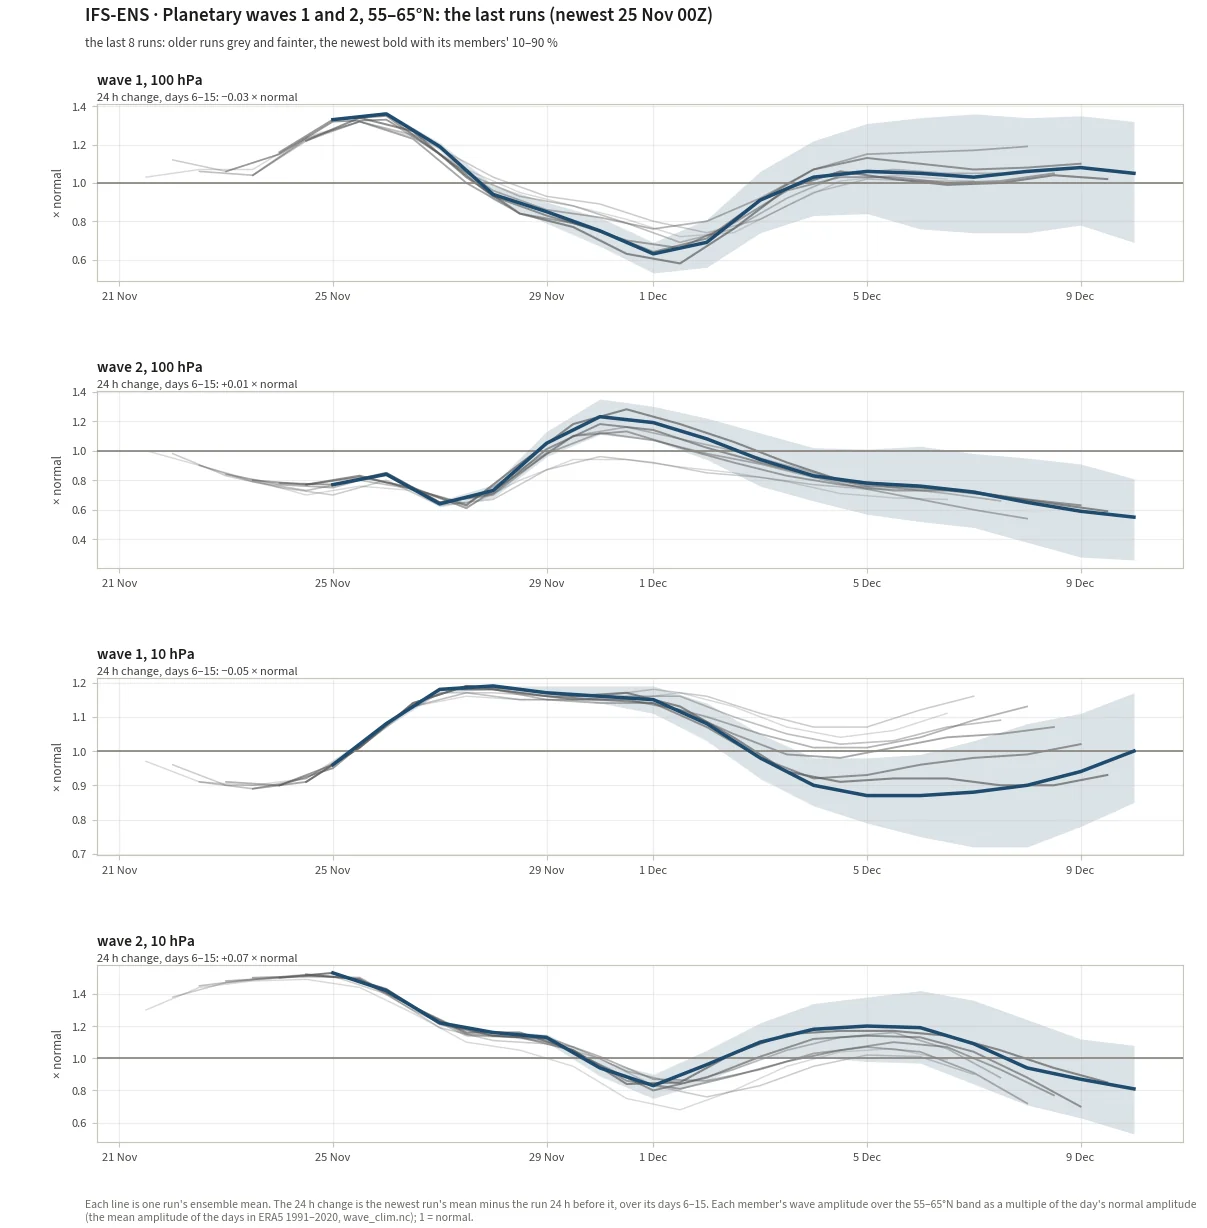 IFS-ENS · Planetary waves 1 and 2, 55–65°N: the last runs (newest 25 Nov 00Z)
the last 8 runs: older runs grey and fainter, the newest bold with its members' 10–90 %
wave 1, 100 hPa
24 h change, days 6–15: −0.03 × normal
1.4
1.2
1.0
0.8
0.6
× normal
21 Nov 25 Nov 29 Nov 1 Dec 5 Dec 9 Dec
wave 2, 100 hPa
24 h change, days 6–15: +0.01 × normal
1.4
1.2
1.0
0.8
0.6
0.4
× normal
21 Nov 25 Nov 29 Nov 1 Dec 5 Dec 9 Dec
wave 1, 10 hPa
24 h change, days 6–15: −0.05 × normal
1.2
1.1
1.0
0.9
0.8
0.7
× normal
21 Nov 25 Nov 29 Nov 1 Dec 5 Dec 9 Dec
wave 2, 10 hPa
24 h change, days 6–15: +0.07 × normal
1.4
1.2
1.0
0.8
0.6
× normal
21 Nov 25 Nov 29 Nov 1 Dec 5 Dec 9 Dec
Each line is one run's ensemble mean. The 24 h change is the newest run's mean minus the run 24 h before it, over its days 6–15. Each member's wave amplitude over the 55–65°N band as a multiple of the day's normal amplitude
(the mean amplitude of the days in ERA5 1991–2020, wave_clim.nc); 1 = normal.